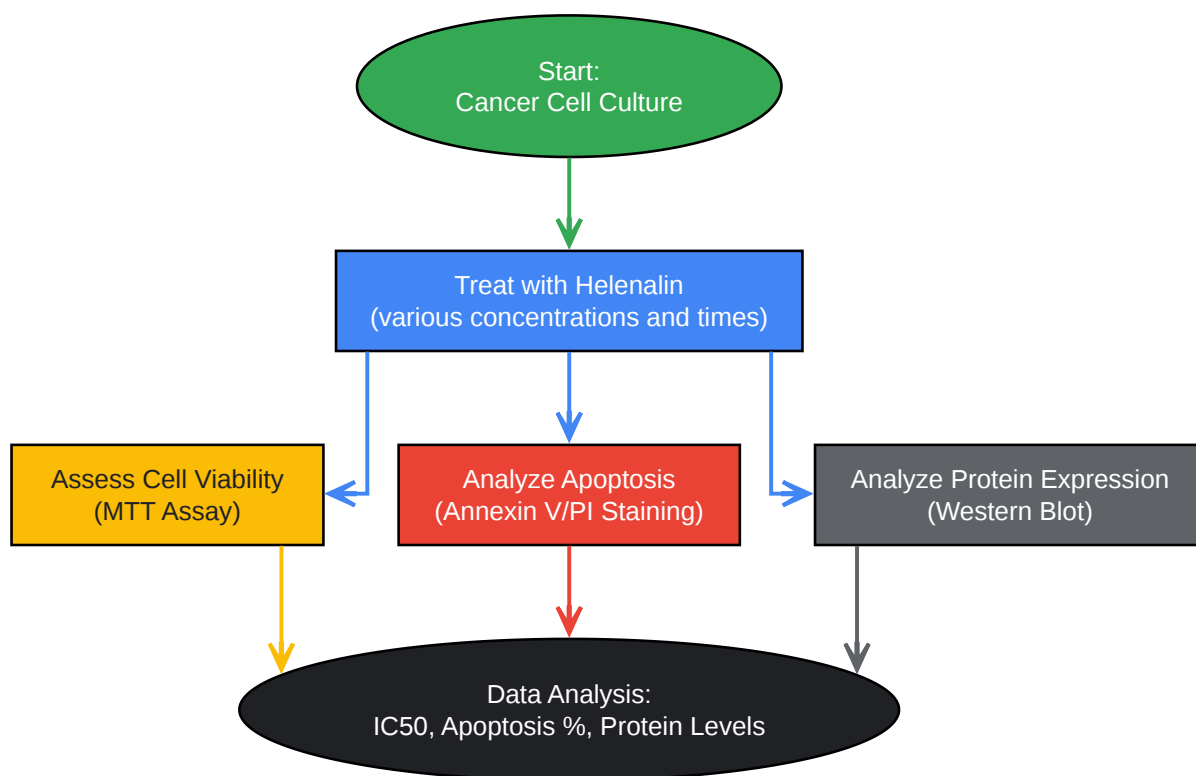 Start:
Cancer Cell Culture
Treat with Helenalin
(various concentrations and times)
Assess Cell Viability
(MTT Assay)
Analyze Apoptosis
(Annexin V/PI Staining)
Analyze Protein Expression
(Western Blot)
Data Analysis:
IC50, Apoptosis %, Protein Levels